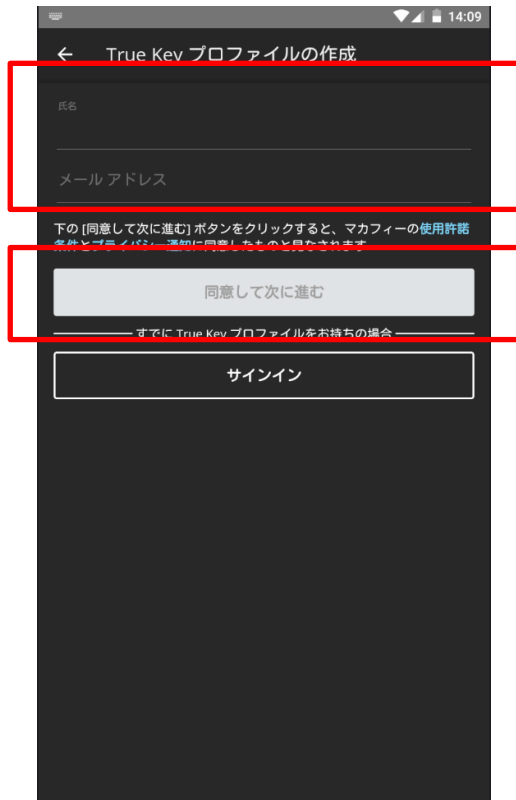 14:09
True Key プロファイルの作成
氏名
メール アドレス
下の [同意して次に進む] ボタンをクリックすると、マカフィーの使用許諾
条件とプライバシー通知に同意したものと見なされます
同意して次に進む
すでに True Key プロファイルをお持ちの場合
サインイン